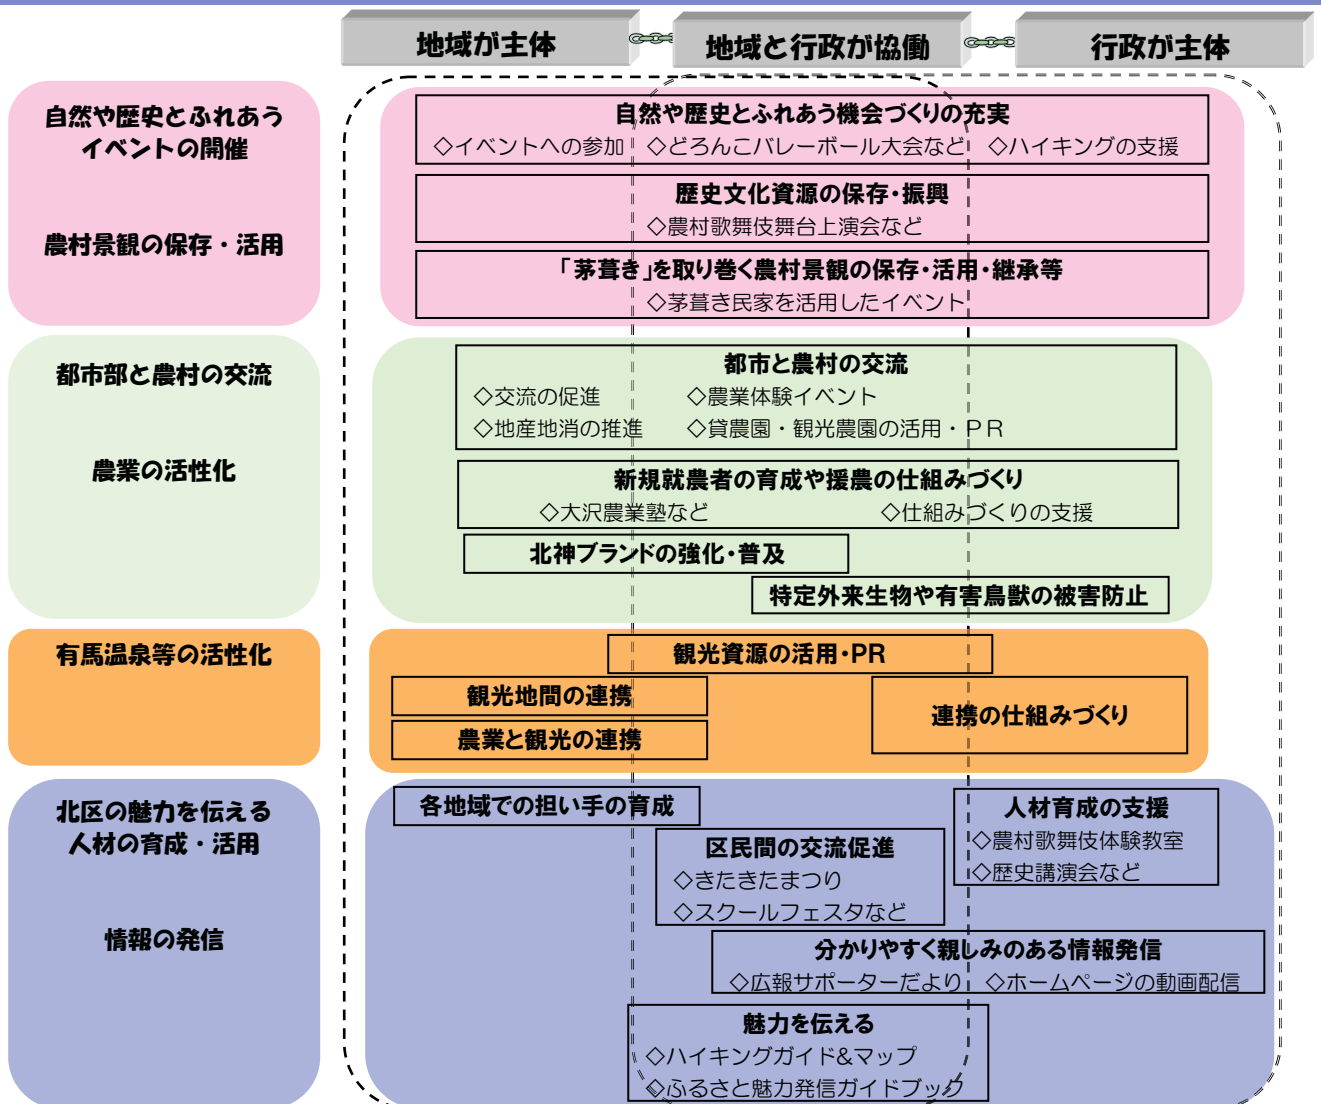 地域が主体
地域と行政が協働
行政が主体
自然や歴史とふれあう
イベントの開催
農村景観の保存・活用
自然や歴史とふれあう機会づくりの充実
◇イベントへの参加 ◇どろんこバレーボール大会など ◇ハイキングの支援
歴史文化資源の保存・振興
◇農村歌舞伎舞台上演会など
「茅葺き」を取り巻く農村景観の保存・活用・継承等
◇茅葺き民家を活用したイベント
都市部と農村の交流
農業の活性化
都市と農村の交流
◇交流の促進 ◇農業体験イベント
◇地産地消の推進 ◇貸農園・観光農園の活用・ＰＲ
新規就農者の育成や援農の仕組みづくり
◇大沢農業塾など ◇仕組みづくりの支援
北神ブランドの強化・普及
特定外来生物や有害鳥獣の被害防止
有馬温泉等の活性化
観光資源の活用・PR
観光地間の連携
農業と観光の連携
連携の仕組みづくり
北区の魅力を伝える
人材の育成・活用
情報の発信
各地域での担い手の育成
人材育成の支援
◇農村歌舞伎体験教室
◇歴史講演会など
区民間の交流促進
◇きたきたまつり
◇スクールフェスタなど
分かりやすく親しみのある情報発信
◇広報サポーターだより ◇ホームページの動画配信
魅力を伝える
◇ハイキングガイド&マップ
◇ふるさと魅力発信ガイドブック